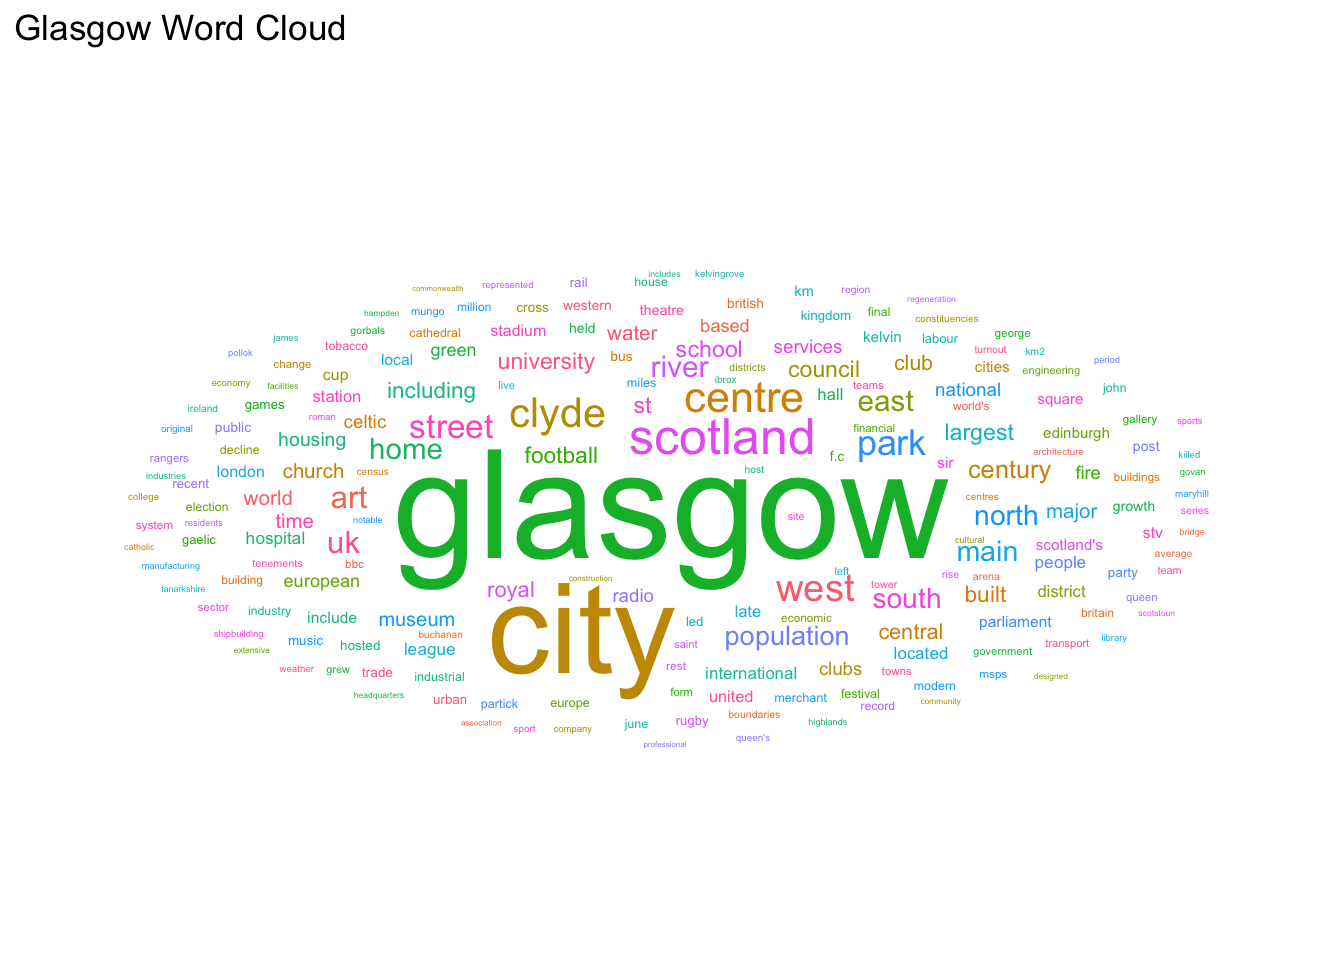 Glasgow Word Cloud
includes kelvingrove
commonwealth represented rail house km region
hampden mungo million cross western theatre british kingdom final regeneration
james gorbals cathedral stadium held water based kelvin labour constituencies george
pollok tobacco local green university bus river school services council club cities turnout km2 period
change cup station including live miles districts ibrox teams national engineering john
economy facilities games celtic street clyde st centre hall east world's square gallery sports
ireland roman public housing home football scotland financial park largest edinburgh post
original decline church census f.c sir century architecture fire buildings killed
rangers london world art glasgow host centres growth govan
industries recent election time notable site north major maryhill series
college residents hospital uk cultural main scotland's stv bridge
system gaelic tenements bbc left people average
catholic building european royal construction radio west tower rise arena built party team
manufacturing industry include museum city late economic south district queen
lanarkshire music buchanan led population central parliament britain scotstoun
sector hosted league saint located government transport library
shipbuilding grew trade industrial rest international clubs towns msps designed
extensive urban partick europe form united merchant festival modern
weather association sport company june rugby boundaries highlands record community
headquarters professional queen's